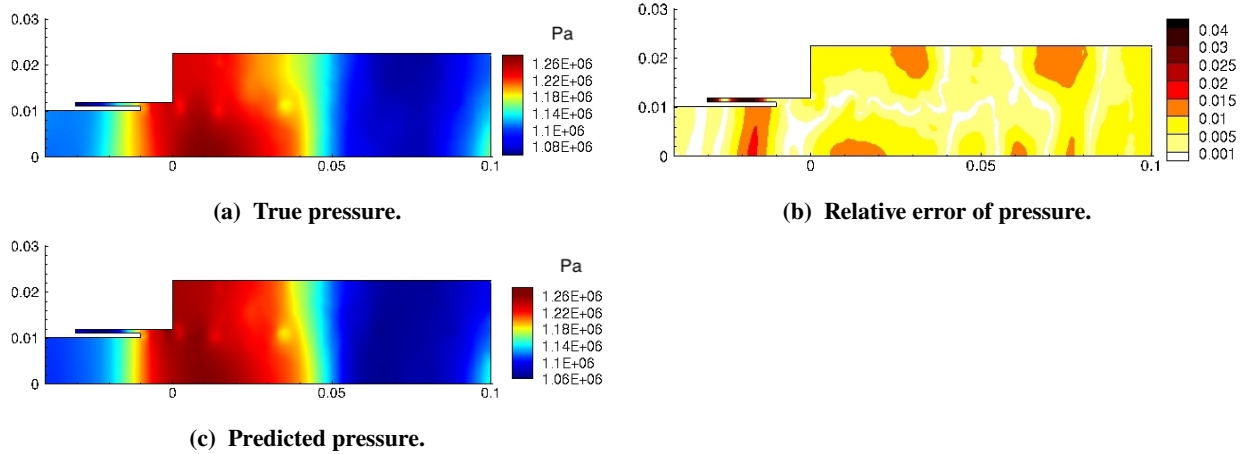 0.03
0.02
0.01
0
0
0.05
0.1
Pa
1.26E+06
1.22E+06
1.18E+06
1.14E+06
1.1E+06
1.08E+06
(a) True pressure.
0.03
0.02
0.01
0
0
0.05
0.1
0.04
0.03
0.025
0.02
0.015
0.01
0.005
0.001
(b) Relative error of pressure.
0.03
0.02
0.01
0
0
0.05
0.1
Pa
1.26E+06
1.22E+06
1.18E+06
1.1E+06
1.06E+06
(c) Predicted pressure.